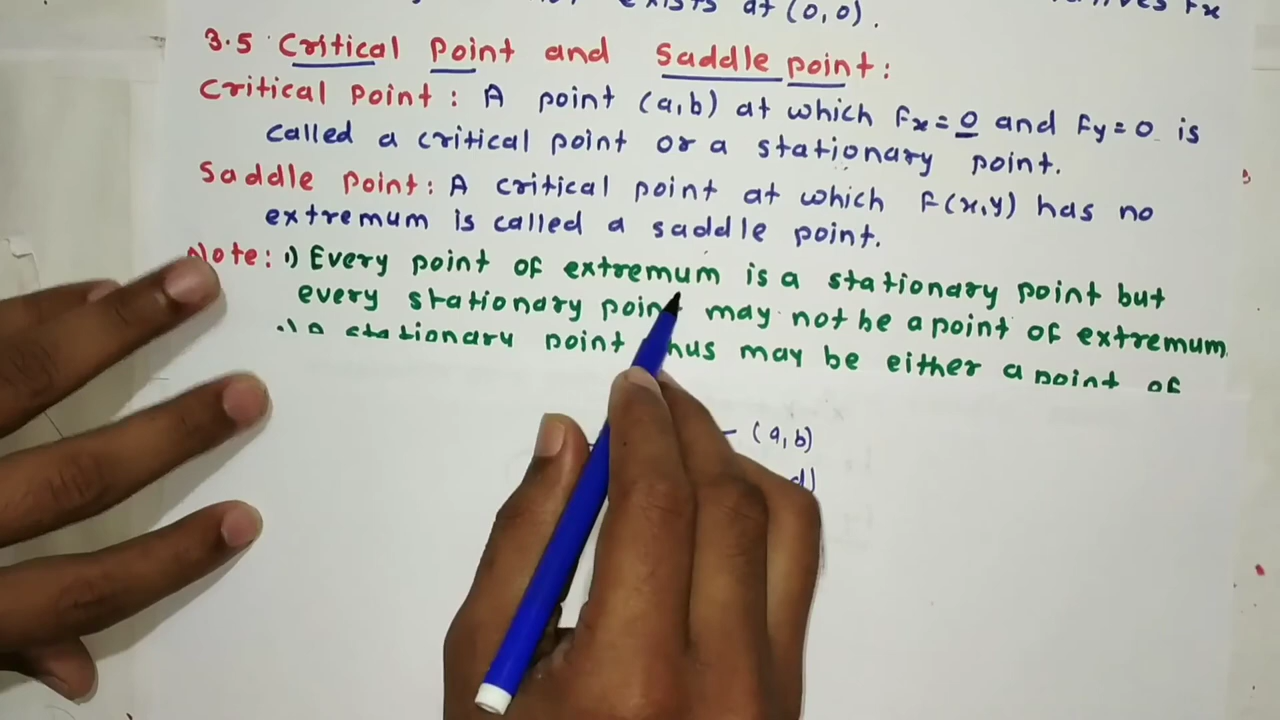 exists at (0,0).
3.5 Critical Point and Saddle point:
Critical Point: A point (a,b) at which Fx=0 and Fy=0 is
called a critical point or a stationary point.
Saddle Point: A critical point at which F(x,y) has no
extremum is called a saddle point.
Note: i) Every point of extremum is a stationary point but
every stationary point may not be a point of extremum.
stationary point thus may be either a point of
(a,b)